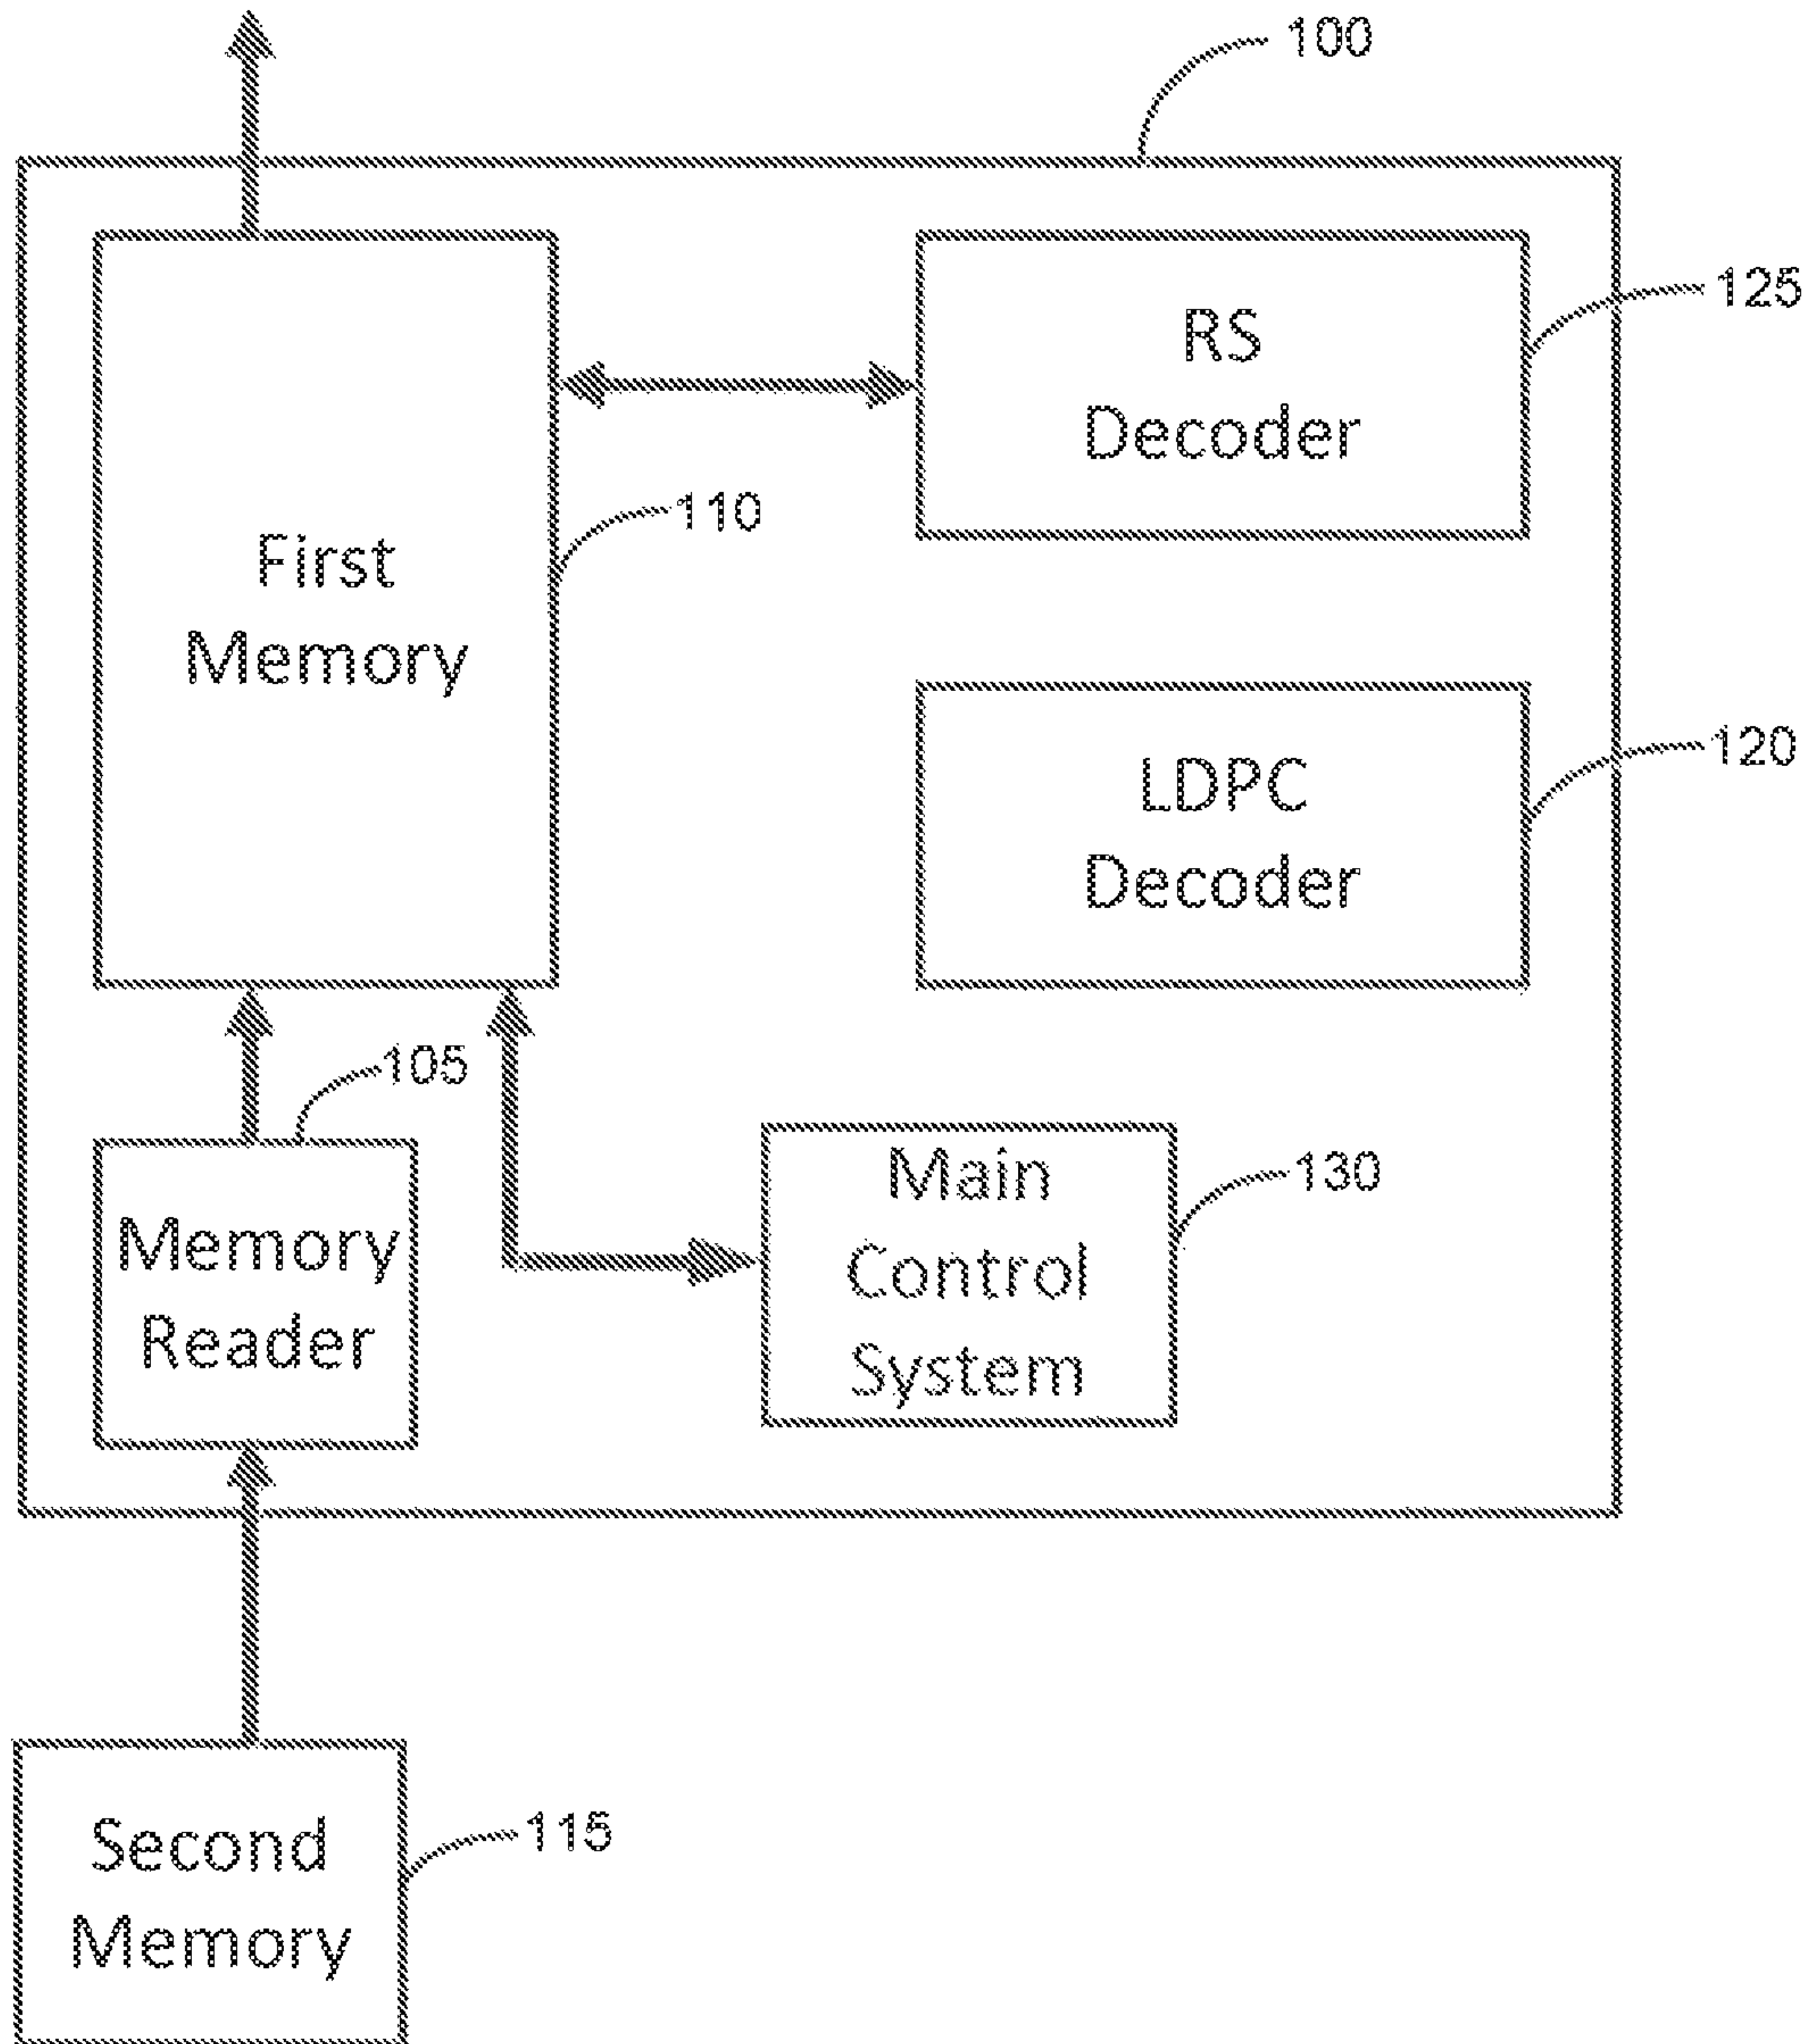 100
RS
Decoder
125
First
Memory
110
LDPC
Decoder
120
105
Memory
Reader
Main
Control
System
130
Second
Memory
115